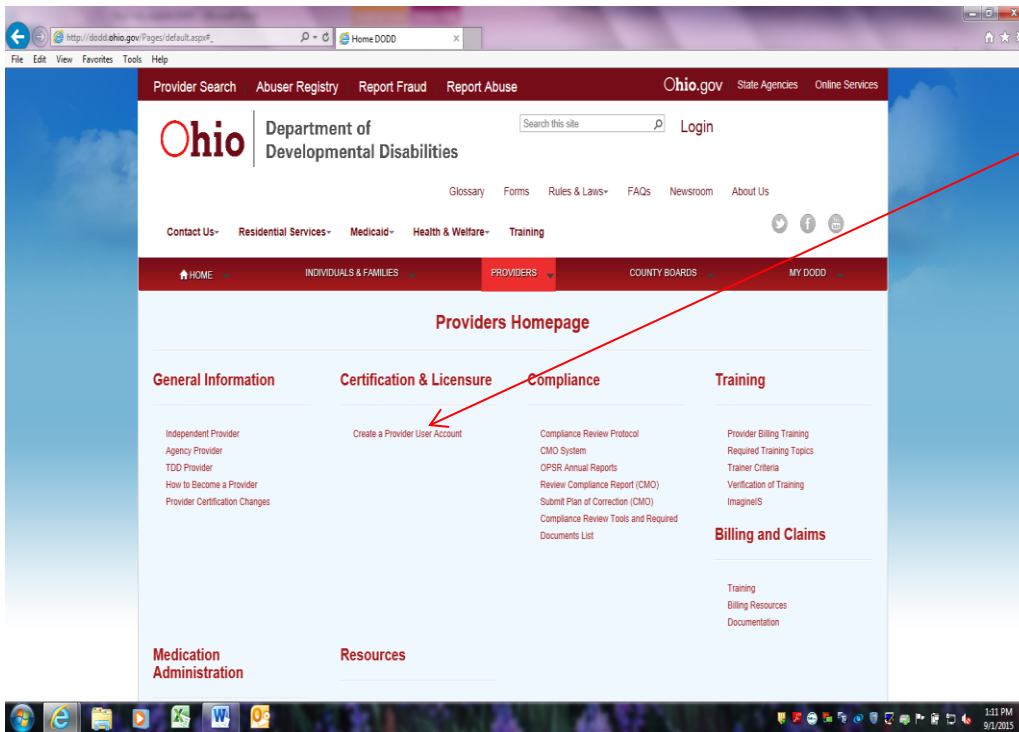 http://dodd.ohio.gov/Pages/default.aspx#_
Home DODD
File Edit View Favorites Tools Help
Provider Search Abuser Registry Report Fraud Report Abuse Ohio.gov State Agencies Online Services
Ohio Department of
Developmental Disabilities
Search this site Login
Glossary Forms Rules & Laws FAQs Newsroom About Us
Contact Us Residential Services Medicaid Health & Welfare Training
HOME INDIVIDUALS & FAMILIES PROVIDERS COUNTY BOARDS MY DODD
Providers Homepage
General Information
Independent Provider
Agency Provider
TDD Provider
How to Become a Provider
Provider Certification Changes
Certification & Licensure
Create a Provider User Account
Compliance
Compliance Review Protocol
CMO System
OPSR Annual Reports
Review Compliance Report (CMO)
Submit Plan of Correction (CMO)
Compliance Review Tools and Required
Documents List
Training
Provider Billing Training
Required Training Topics
Trainer Criteria
Verification of Training
ImagineIS
Billing and Claims
Training
Billing Resources
Documentation
Medication
Administration
Resources
1:11 PM
9/1/2015